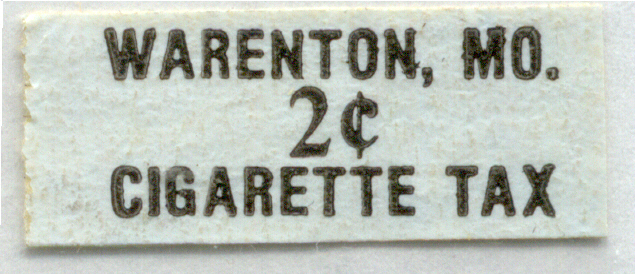 WARENTON, MO.
2¢
CIGARETTE TAX